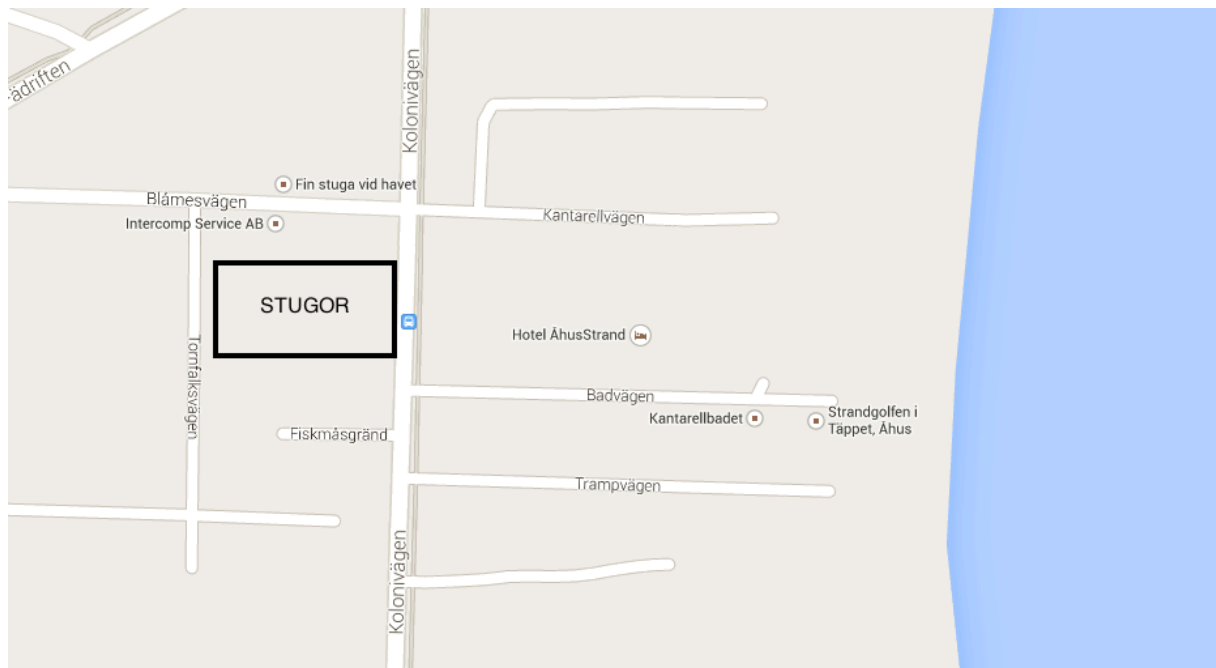 ädriften
Kolonivägen
Fin stuga vid havet
Blåmesvägen
Intercomp Service AB
Kantarellvägen
STUGOR
Hotel ÅhusStrand
Tornfalksvägen
Badvägen
Kantarellbadet
Strandgolfen i
Täppet, Åhus
Fiskmåsgränd
Trampvägen
Kolonivägen